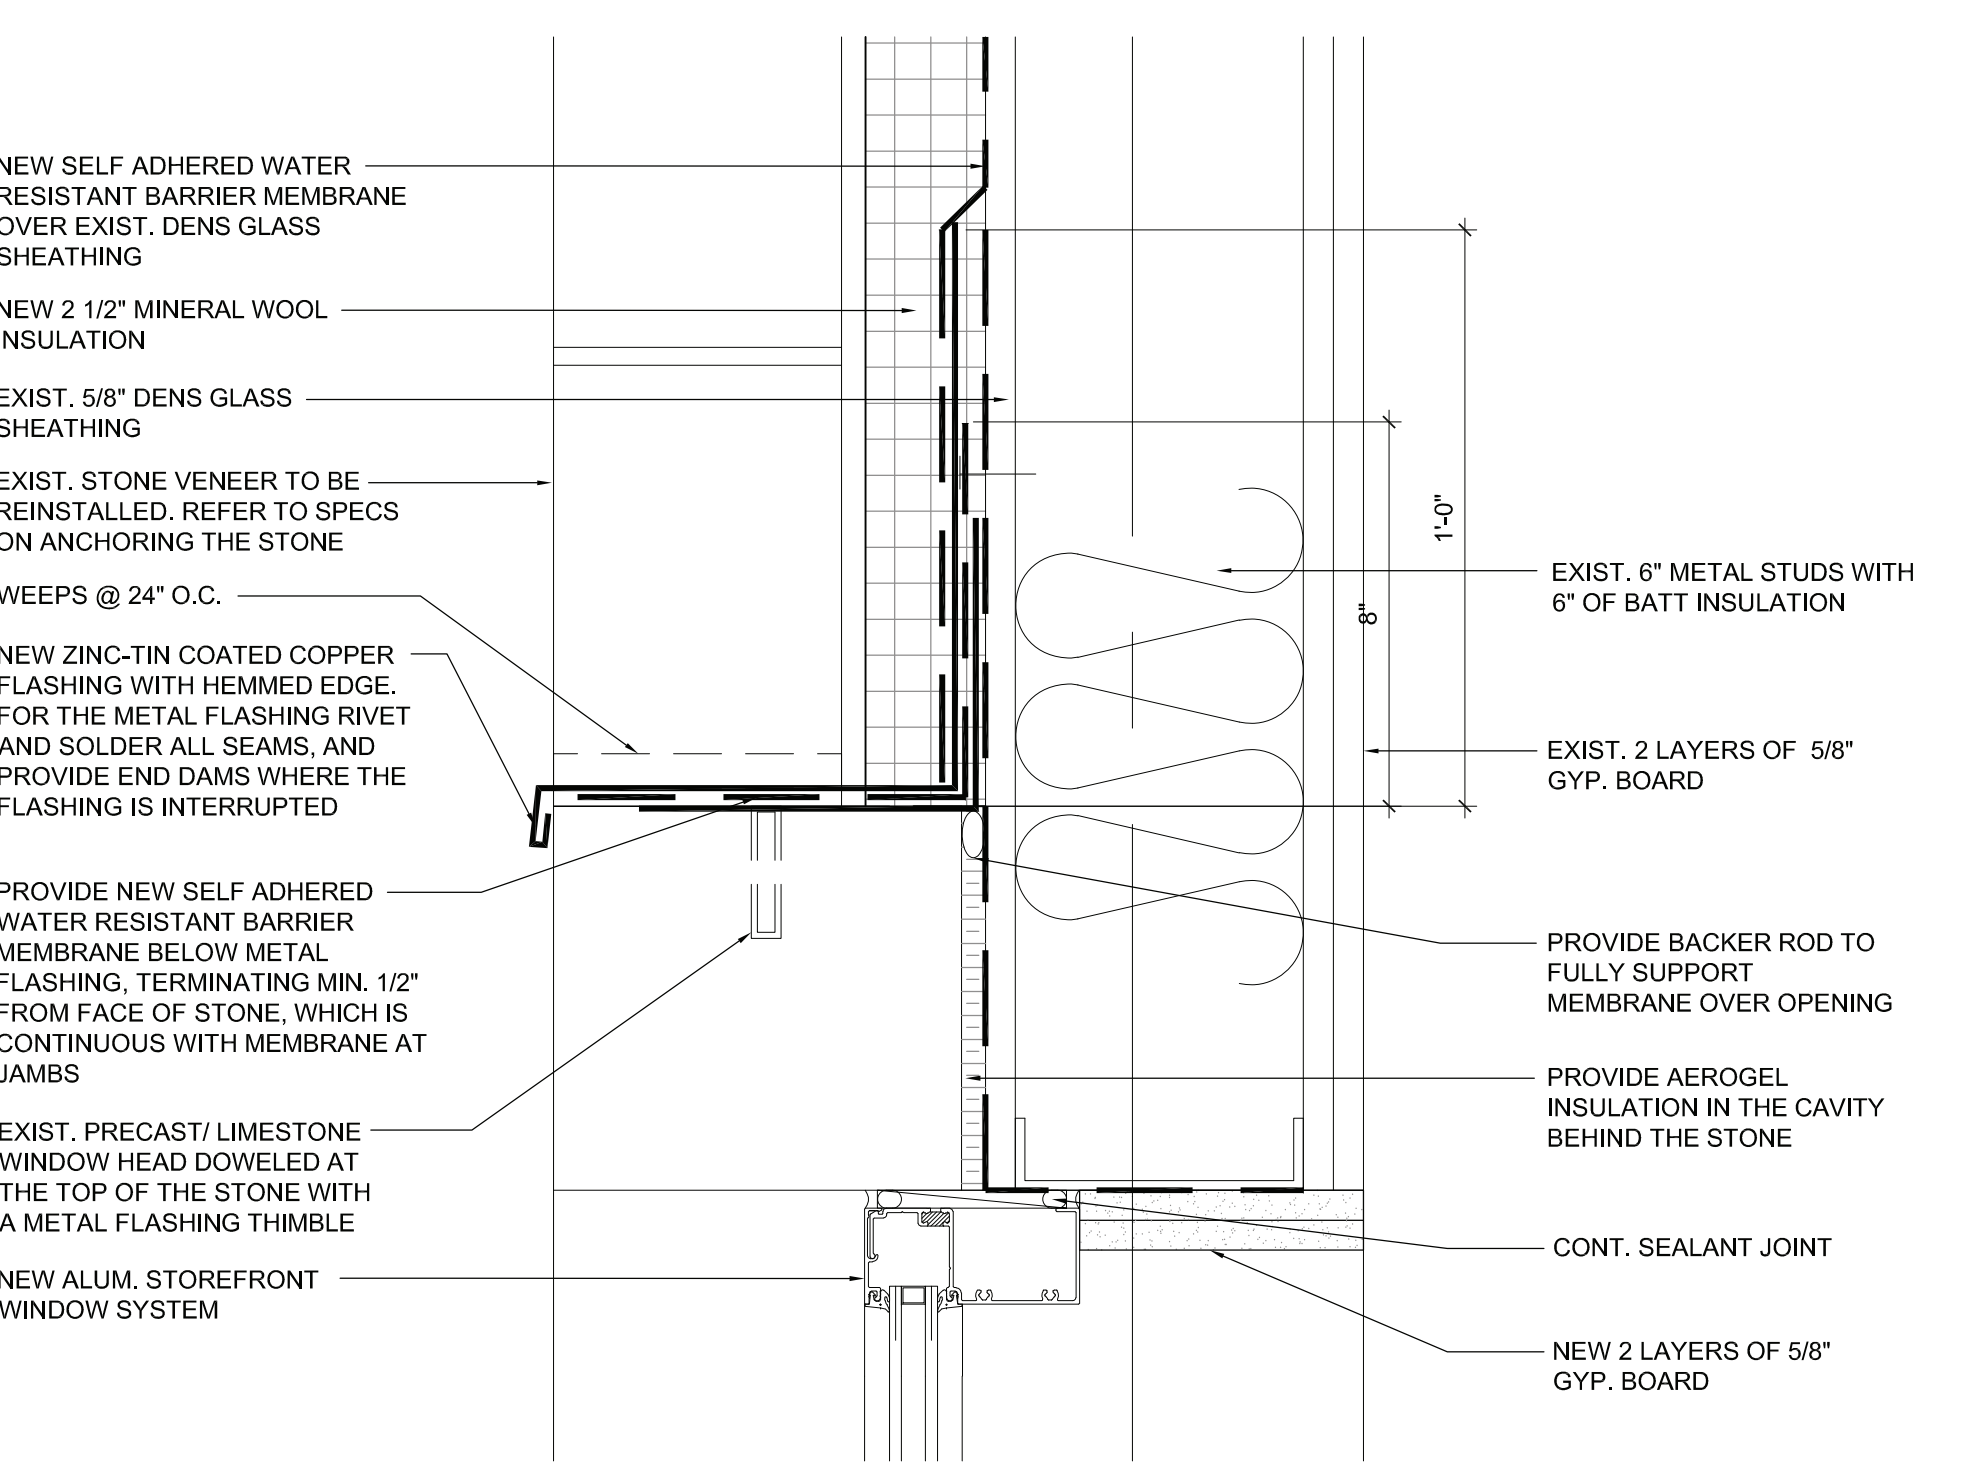 NEW SELF ADHERED WATER
RESISTANT BARRIER MEMBRANE
OVER EXIST. DENS GLASS
SHEATHING
NEW 2 1/2" MINERAL WOOL
INSULATION
EXIST. 5/8" DENS GLASS
SHEATHING
EXIST. STONE VENEER TO BE
REINSTALLED. REFER TO SPECS
ON ANCHORING THE STONE
WEEPS @ 24" O.C.
NEW ZINC-TIN COATED COPPER
FLASHING WITH HEMMED EDGE.
FOR THE METAL FLASHING RIVET
AND SOLDER ALL SEAMS, AND
PROVIDE END DAMS WHERE THE
FLASHING IS INTERRUPTED
PROVIDE NEW SELF ADHERED
WATER RESISTANT BARRIER
MEMBRANE BELOW METAL
FLASHING, TERMINATING MIN. 1/2"
FROM FACE OF STONE, WHICH IS
CONTINUOUS WITH MEMBRANE AT
JAMBS
EXIST. PRECAST/ LIMESTONE
WINDOW HEAD DOWELED AT
THE TOP OF THE STONE WITH
A METAL FLASHING THIMBLE
NEW ALUM. STOREFRONT
WINDOW SYSTEM
1'-0"
8"
EXIST. 6" METAL STUDS WITH
6" OF BATT INSULATION
EXIST. 2 LAYERS OF 5/8"
GYP. BOARD
PROVIDE BACKER ROD TO
FULLY SUPPORT
MEMBRANE OVER OPENING
PROVIDE AEROGEL
INSULATION IN THE CAVITY
BEHIND THE STONE
CONT. SEALANT JOINT
NEW 2 LAYERS OF 5/8"
GYP. BOARD